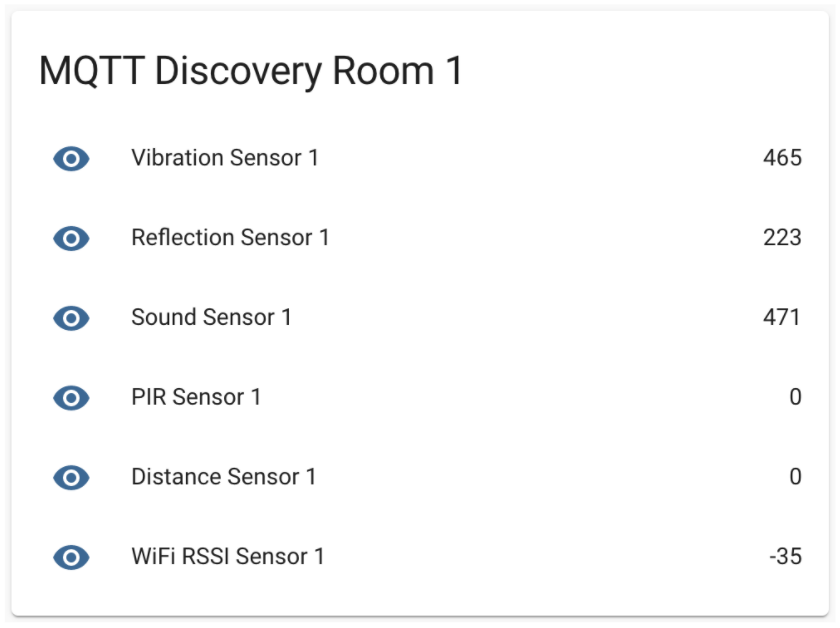 MQTT Discovery Room 1
Vibration Sensor 1 465
Reflection Sensor 1 223
Sound Sensor 1 471
PIR Sensor 1 0
Distance Sensor 1 0
WiFi RSSI Sensor 1 -35